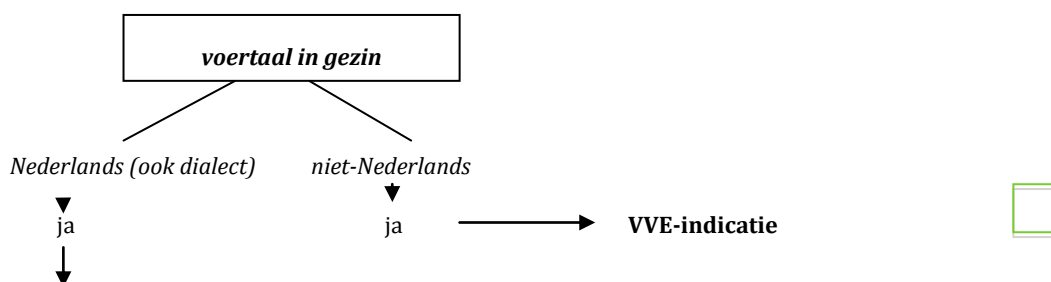 voertaal in gezin
Nederlands (ook dialect) niet-Nederlands
ja ja VVE-indicatie